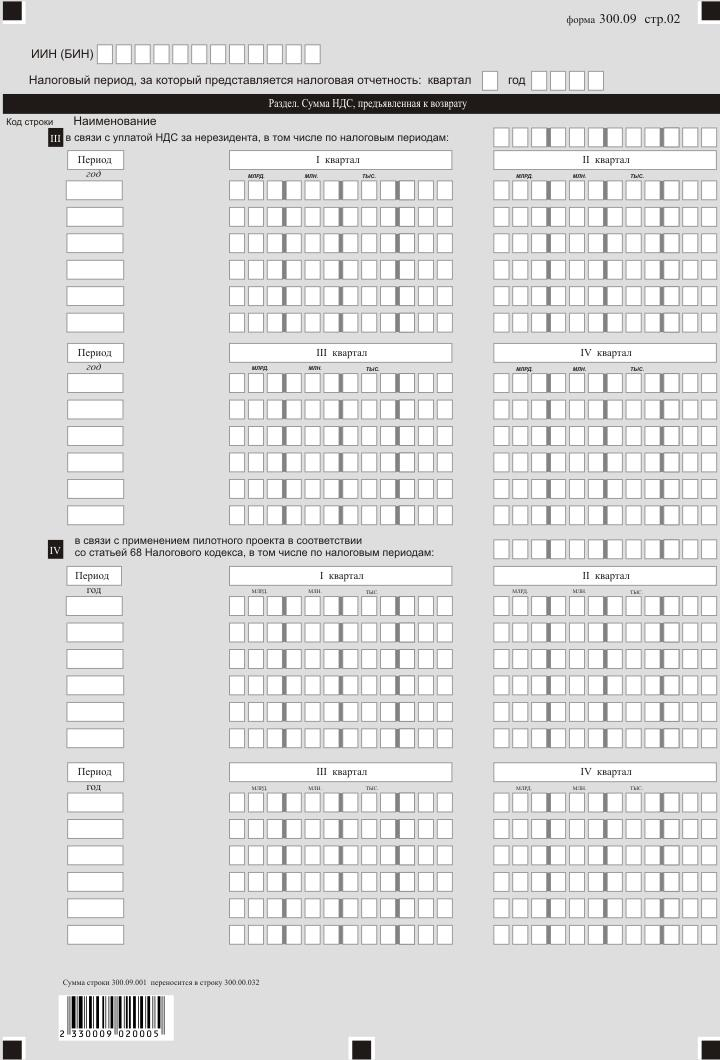 форма 300.09 стр.02
ИИН (БИН)
Налоговый период, за который представляется налоговая отчетность: квартал год
Раздел. Сумма НДС, предъявленная к возврату
Код строки Наименование
III в связи с уплатой НДС за нерезидента, в том числе по налоговым периодам:
Период I квартал II квартал
год МЛРД. МЛН. ТЫС. МЛРД. МЛН. ТЫС.
Период III квартал IV квартал
год МЛРД. МЛН. ТЫС. МЛРД. МЛН. ТЫС.
в связи с применением пилотного проекта в соответствии
IV со статьей 68 Налогового кодекса, в том числе по налоговым периодам:
Период I квартал II квартал
год МЛРД. МЛН. ТЫС. МЛРД. МЛН. ТЫС.
Период III квартал IV квартал
год МЛРД. МЛН. ТЫС. МЛРД. МЛН. ТЫС.
Сумма строки 300.09.001 переносится в строку 300.00.032
2 330009 020005